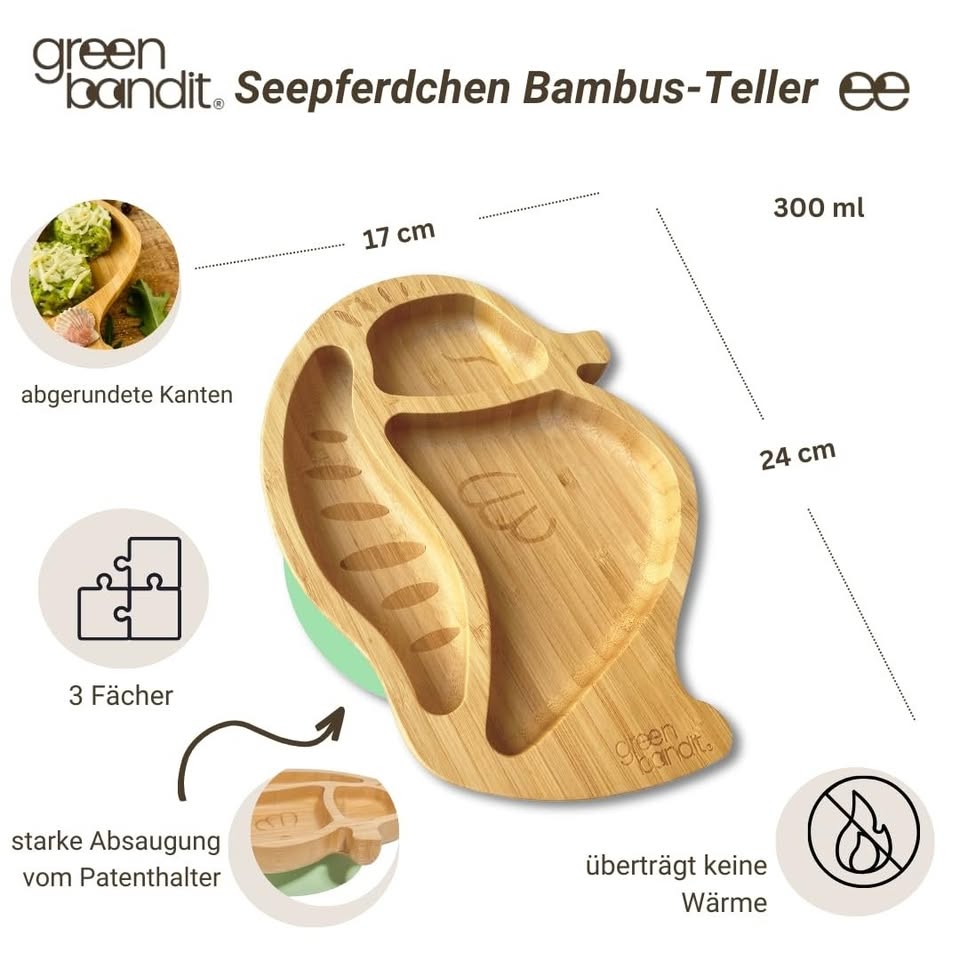 green
bandit®
Seepferdchen Bambus-Teller
ee
17 cm
300 ml
abgerundete Kanten
24 cm
3 Fächer
green
bandit®
starke Absaugung
vom Patenthalter
überträgt keine
Wärme